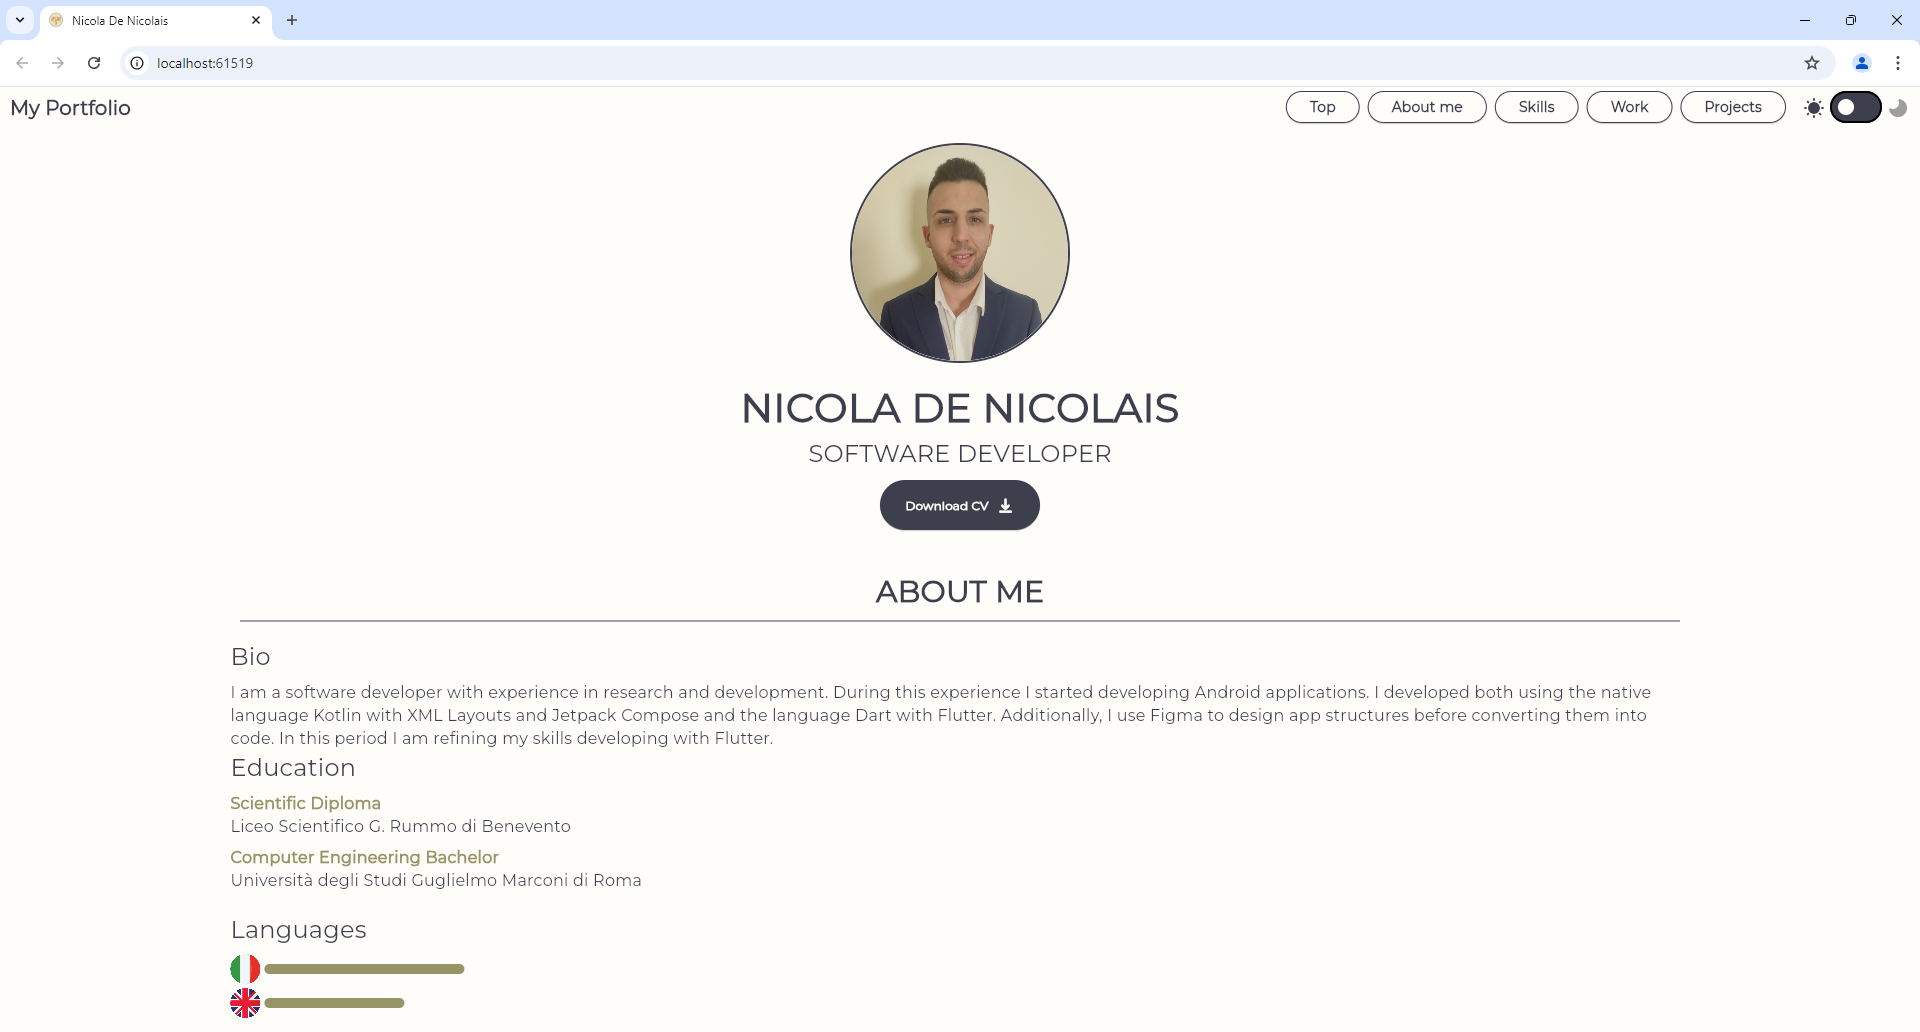 Nicola De Nicolais
localhost:61519
My Portfolio
Top
About me
Skills
Work
Projects
NICOLA DE NICOLAIS
SOFTWARE DEVELOPER
Download CV
ABOUT ME
Bio
I am a software developer with experience in research and development. During this experience I started developing Android applications. I developed both using the native
language Kotlin with XML Layouts and Jetpack Compose and the language Dart with Flutter. Additionally, I use Figma to design app structures before converting them into
code. In this period I am refining my skills developing with Flutter.
Education
Scientific Diploma
Liceo Scientifico G. Rummo di Benevento
Computer Engineering Bachelor
Università degli Studi Guglielmo Marconi di Roma
Languages